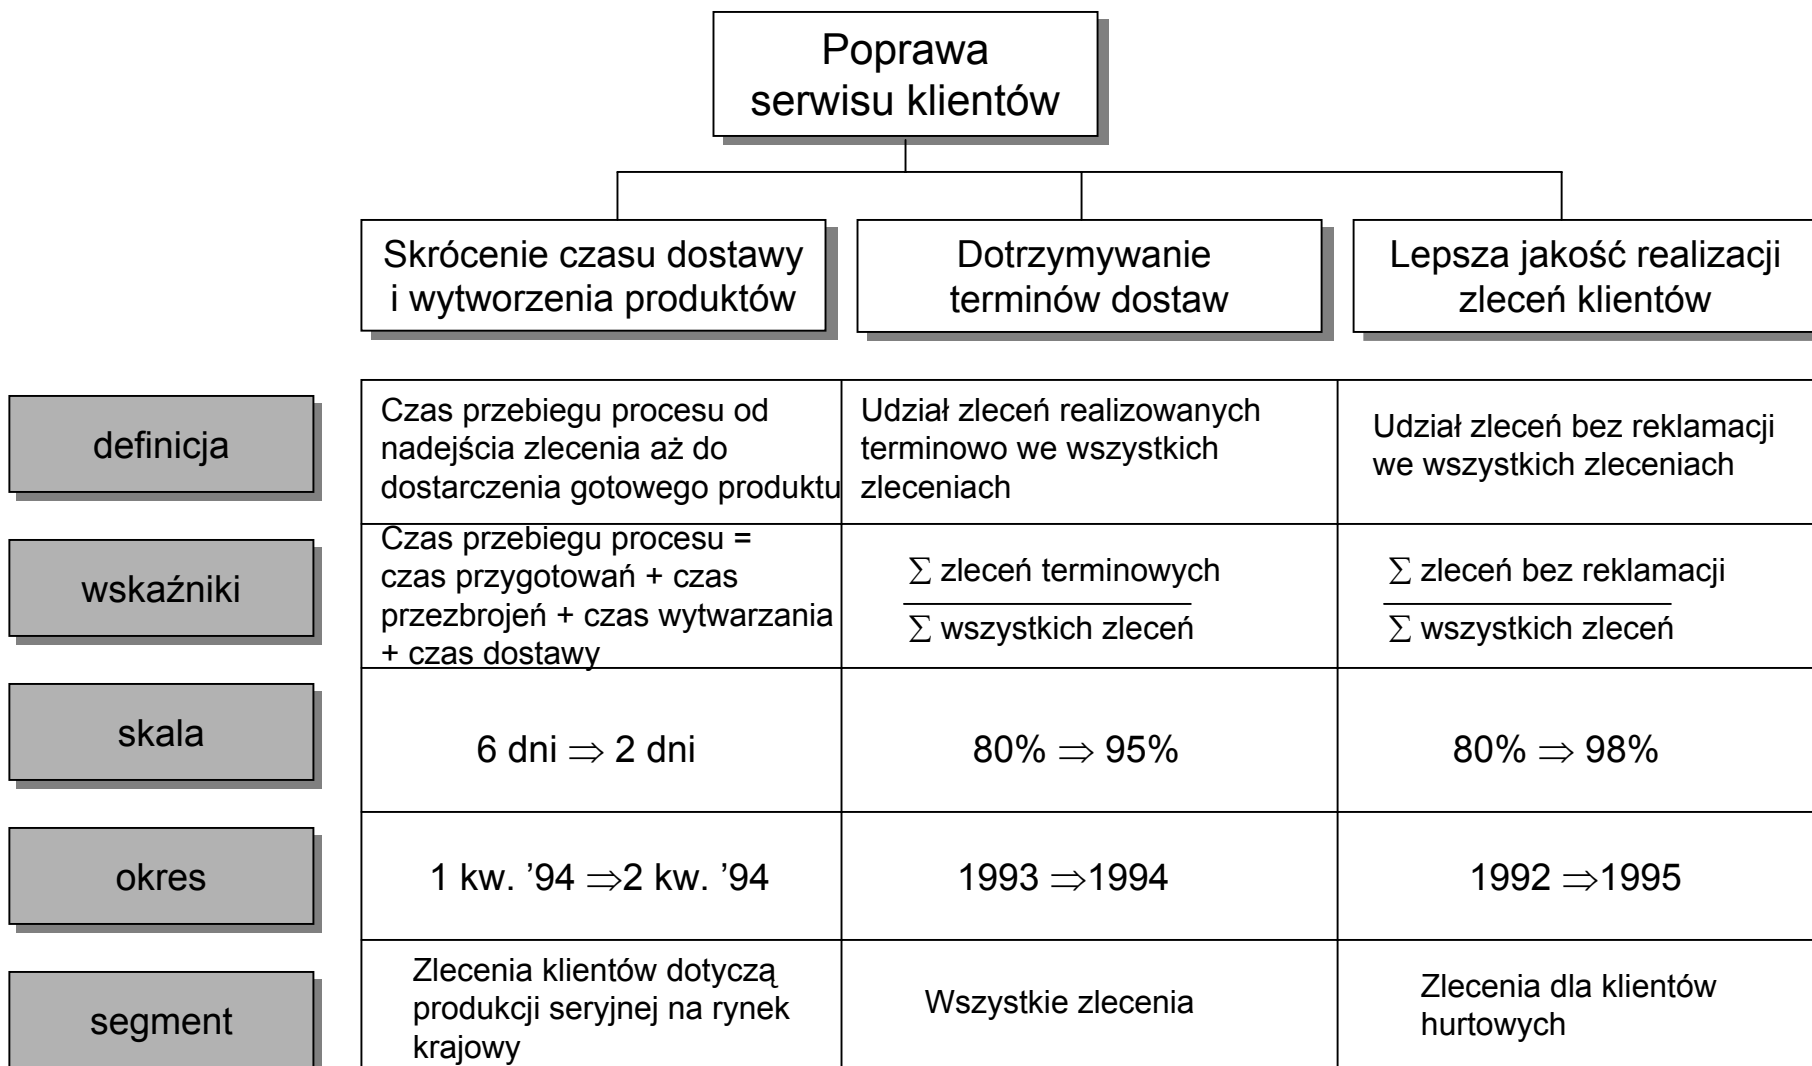 Poprawa
serwisu klientów
Skrócenie czasu dostawy
i wytworzenia produktów
Dotrzymywanie
terminów dostaw
Lepsza jakość realizacji
zleceń klientów
definicja
Czas przebiegu procesu od
nadejścia zlecenia aż do
dostarczenia gotowego produktu
Udział zleceń realizowanych
terminowo we wszystkich
zleceniach
Udział zleceń bez reklamacji
we wszystkich zleceniach
wskaźniki
Czas przebiegu procesu =
czas przygotowań + czas
przezbrojeń + czas wytwarzania
+ czas dostawy
∑ zleceń terminowych
∑ wszystkich zleceń
∑ zleceń bez reklamacji
∑ wszystkich zleceń
skala
6 dni ⇒ 2 dni
80% ⇒ 95%
80% ⇒ 98%
okres
1 kw. ’94 ⇒2 kw. ’94
1993 ⇒1994
1992 ⇒1995
segment
Zlecenia klientów dotyczą
produkcji seryjnej na rynek
krajowy
Wszystkie zlecenia
Zlecenia dla klientów
hurtowych